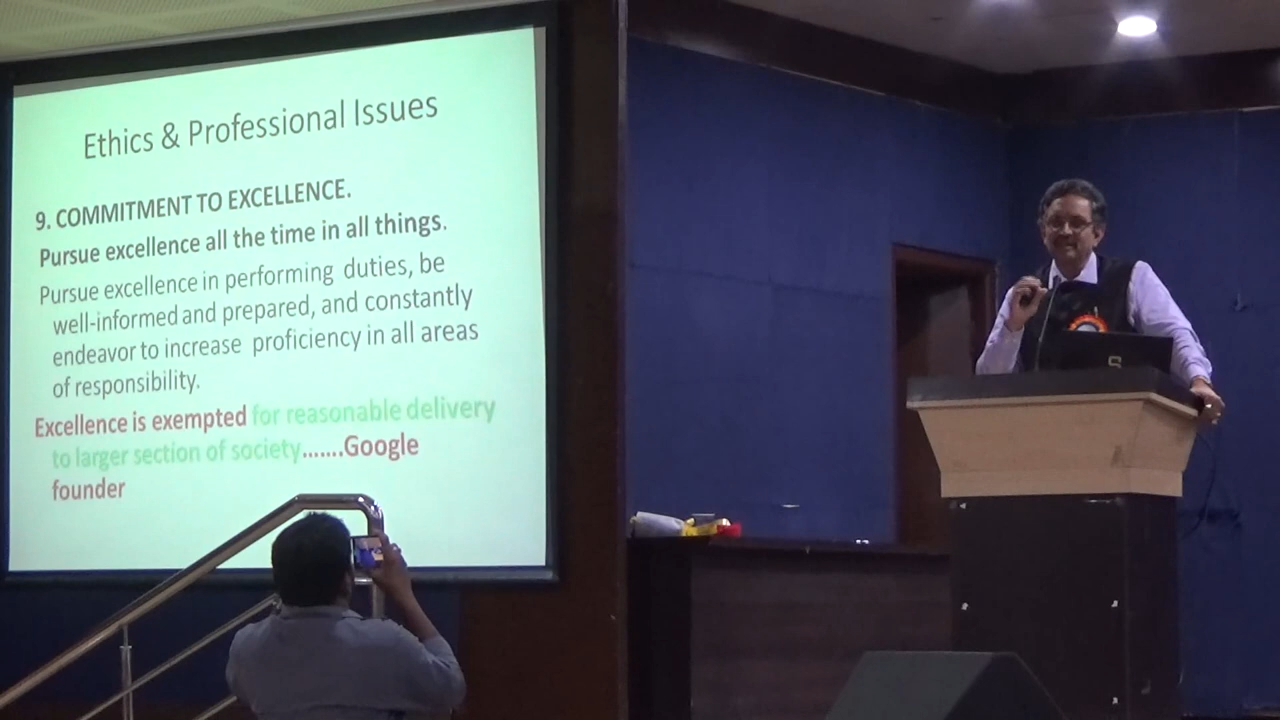 Ethics & Professional Issues
9. COMMITMENT TO EXCELLENCE.
Pursue excellence all the time in all things.
Pursue excellence in performing duties, be
well-informed and prepared, and constantly
endeavor to increase proficiency in all areas
of responsibility.
Excellence is exempted for reasonable delivery
to larger section of society.......Google
founder